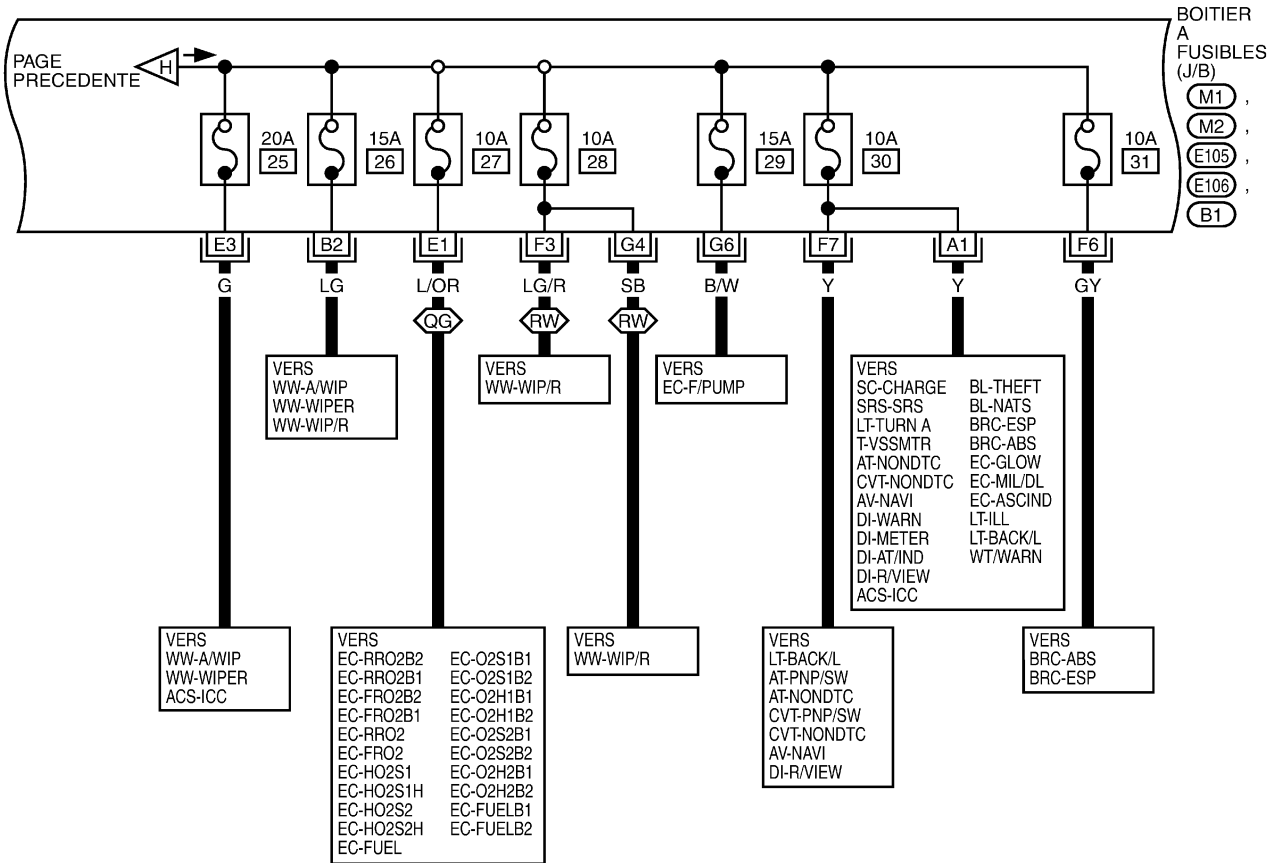 BOITIER
A
FUSIBLES
(J/B)
M1 ,
M2 ,
E105 ,
E106 ,
B1
PAGE
PRECEDENTE
H
20A
25
15A
26
10A
27
10A
28
15A
29
10A
30
10A
31
E3 B2 E1 F3 G4 G6 F7 A1 F6
G LG L/OR LG/R SB B/W Y Y GY
QG RW RW
VERS
WW-A/WIP
WW-WIPER
WW-WIP/R
VERS
WW-WIP/R
VERS
EC-F/PUMP
VERS
SC-CHARGE
SRS-SRS
LT-TURN A
T-VSSMTR
AT-NONDTC
CVT-NONDTC
AV-NAVI
DI-WARN
DI-METER
DI-AT/IND
DI-R/VIEW
ACS-ICC
BL-THEFT
BL-NATS
BRC-ESP
BRC-ABS
EC-GLOW
EC-MIL/DL
EC-ASCIND
LT-ILL
LT-BACK/L
WT/WARN
VERS
WW-A/WIP
WW-WIPER
ACS-ICC
VERS
EC-RRO2B2
EC-RRO2B1
EC-FRO2B2
EC-FRO2B1
EC-RRO2
EC-FRO2
EC-HO2S1
EC-HO2S1H
EC-HO2S2
EC-HO2S2H
EC-FUEL
EC-O2S1B1
EC-O2S1B2
EC-O2H1B1
EC-O2H1B2
EC-O2S2B1
EC-O2S2B2
EC-O2H2B1
EC-O2H2B2
EC-FUELB1
EC-FUELB2
VERS
WW-WIP/R
VERS
LT-BACK/L
AT-PNP/SW
AT-NONDTC
CVT-PNP/SW
CVT-NONDTC
AV-NAVI
DI-R/VIEW
VERS
BRC-ABS
BRC-ESP